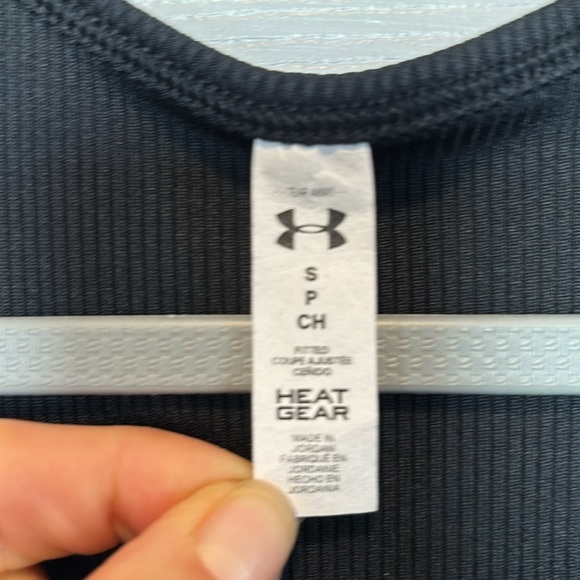 S
P
CH
FITTED
COUPE AJUSTÉE
CEÑIDO
HEAT
GEAR
MADE IN
JORDAN
FABRIQUÉ EN
JORDANIE
HECHO EN
JORDANIA